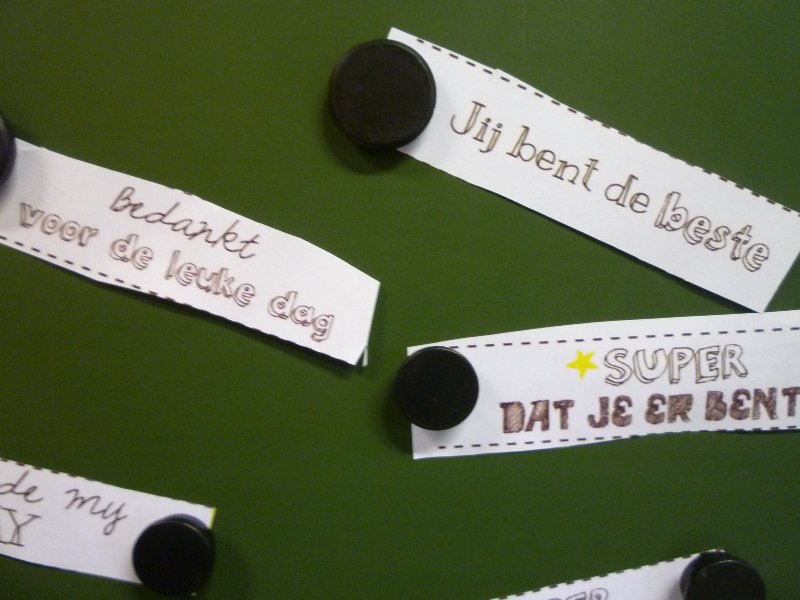 Jij bent de beste
Bedankt
voor de leuke dag
SUPER
DAT JE ER BENT
de my